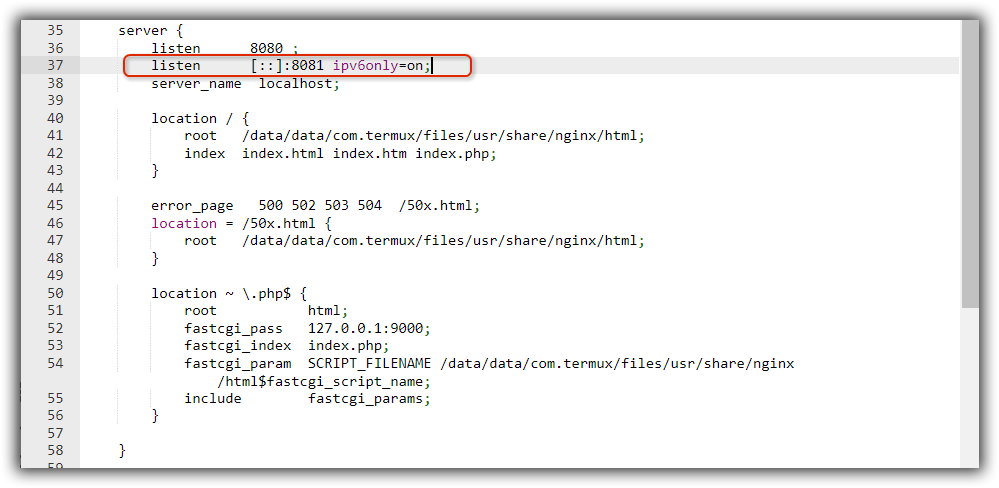 35 server {
36 listen 8080 ;
37 listen [::]:8081 ipv6only=on;
38 server_name localhost;
39
40 location / {
41 root /data/data/com.termux/files/usr/share/nginx/html;
42 index index.html index.htm index.php;
43 }
44
45 error_page 500 502 503 504 /50x.html;
46 location = /50x.html {
47 root /data/data/com.termux/files/usr/share/nginx/html;
48 }
49
50 location ~ \.php$ {
51 root html;
52 fastcgi_pass 127.0.0.1:9000;
53 fastcgi_index index.php;
54 fastcgi_param SCRIPT_FILENAME /data/data/com.termux/files/usr/share/nginx
/html$fastcgi_script_name;
55 include fastcgi_params;
56 }
57
58 }
59